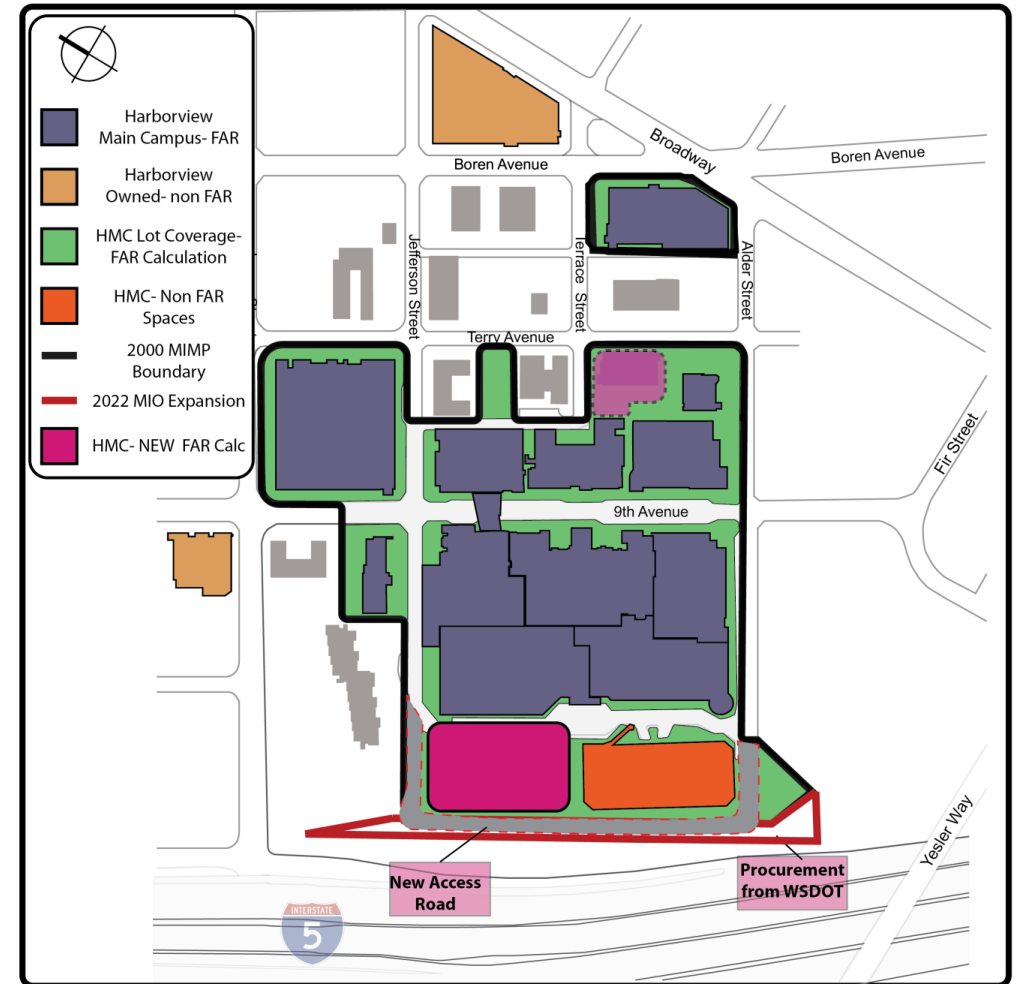 Harborview
Main Campus- FAR
Harborview
Owned- non FAR
HMC Lot Coverage-
FAR Calculation
HMC- Non FAR
Spaces
2000 MIMP
Boundary
2022 MIO Expansion
HMC- NEW FAR Calc
Broadway
Boren Avenue
Boren Avenue
Jefferson Street
Terrace Street
Alder Street
Terry Avenue
Fir Street
9th Avenue
Yesler Way
New Access
Road
Procurement
from WSDOT
INTERSTATE
5